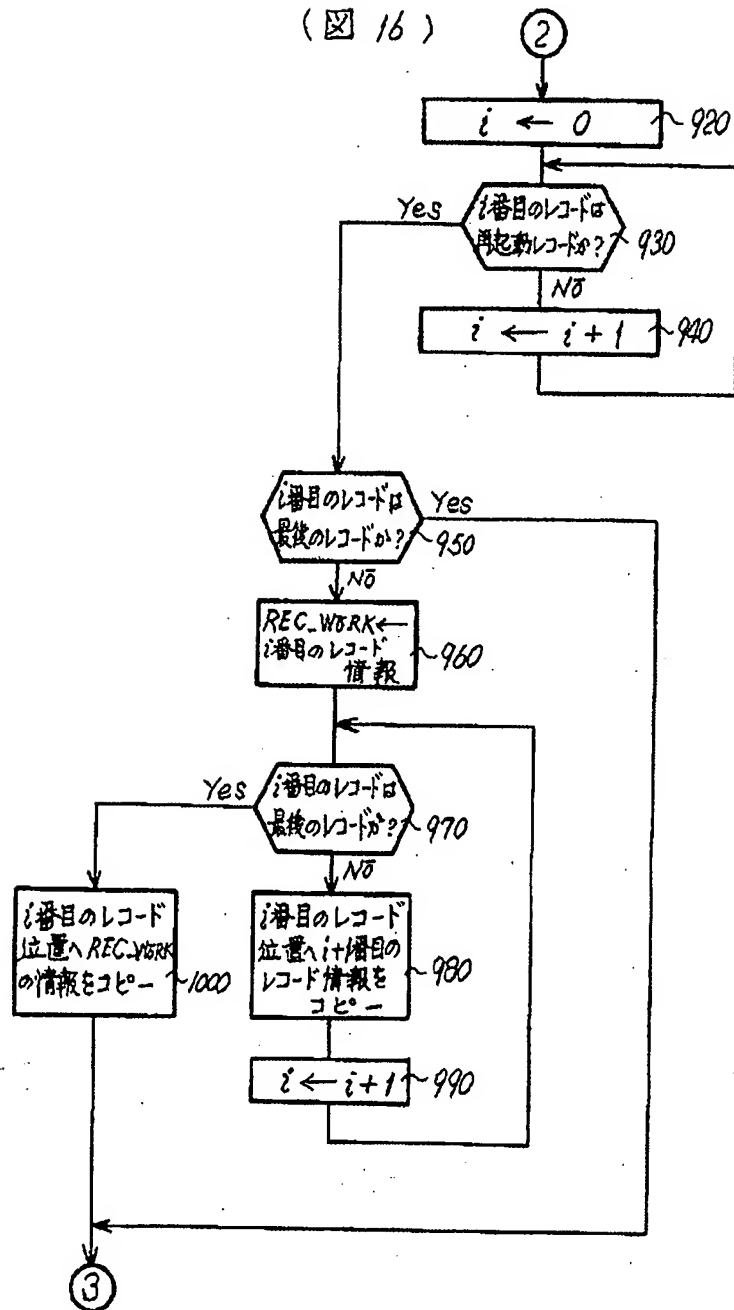 (図 16)
2
i ← 0
920
i番目のレコードは
再起動レコードか?
930
Yes
No
i ← i+1
940
i番目のレコードは
最後のレコードか?
950
Yes
No
REC_WORK←
i番目のレコード
情報
960
i番目のレコードは
最後のレコードか?
970
Yes
No
i番目のレコード
位置へREC_WORK
の情報をコピー
1000
i番目のレコード
位置へi+1番目の
レコード情報を
コピー
980
i ← i+1
990
3